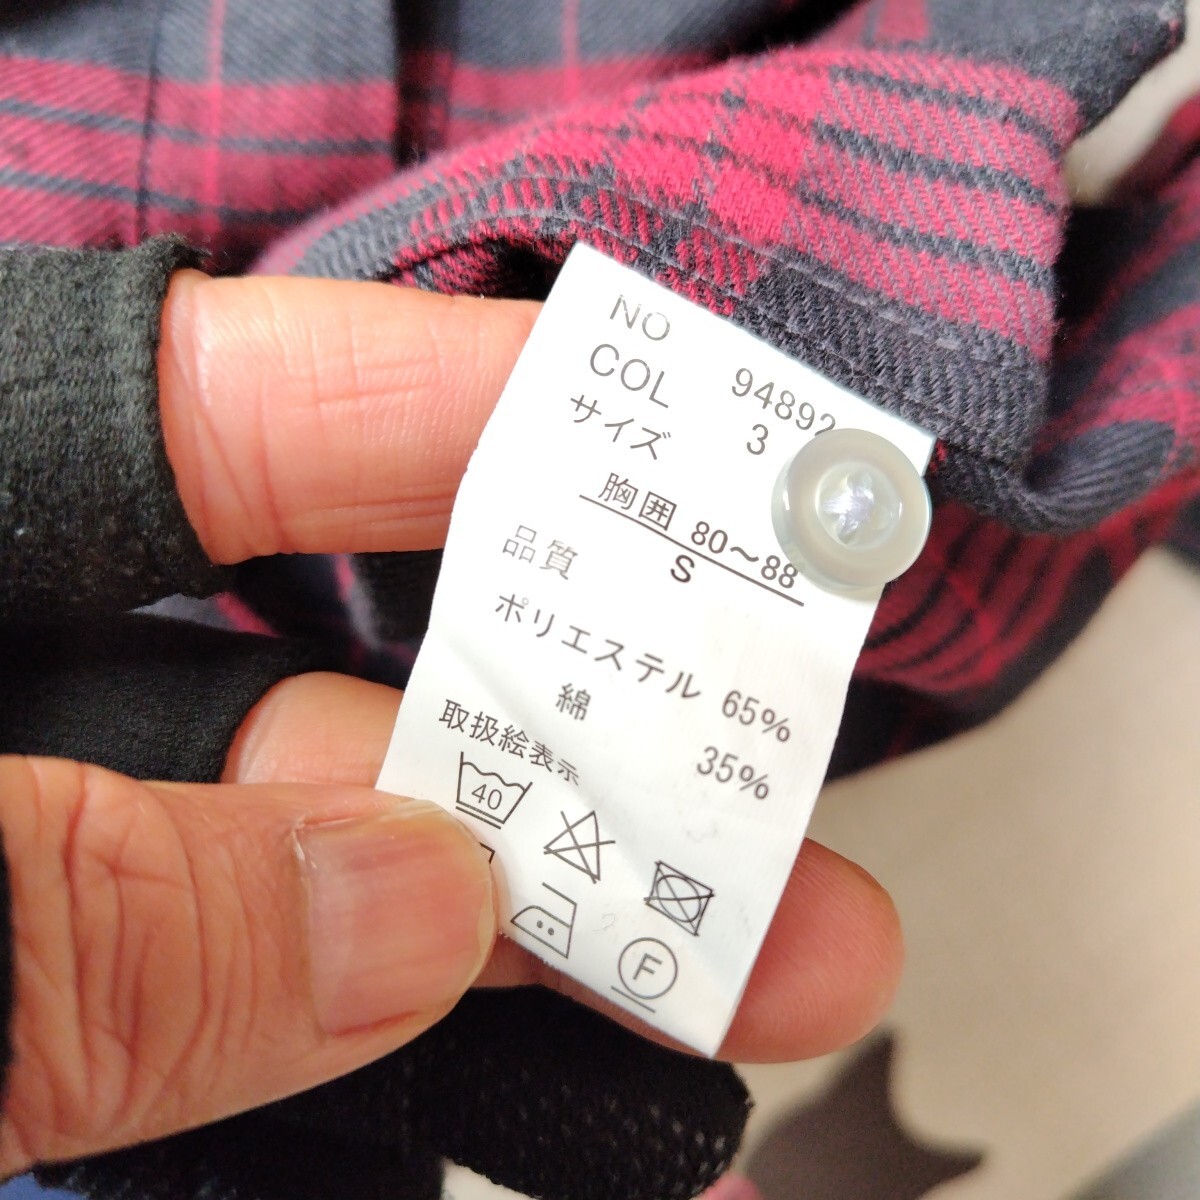 NO 94892
COL 3
サイズ
胸囲 80～88
S
品質
ポリエステル 65%
綿 35%
取扱絵表示
40
F